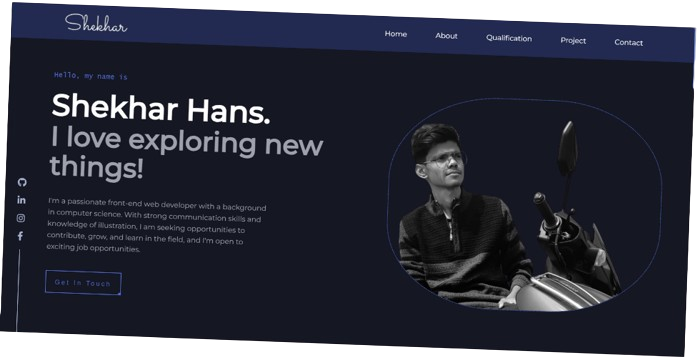 Shekhar
Home About Qualification Project Contact
Hello, my name is
Shekhar Hans.
I love exploring new
things!
I'm a passionate front-end web developer with a background
in computer science. With strong communication skills and
knowledge of illustration, I am seeking opportunities to
contribute, grow, and learn in the field, and I'm open to
exciting job opportunities.
Get In Touch